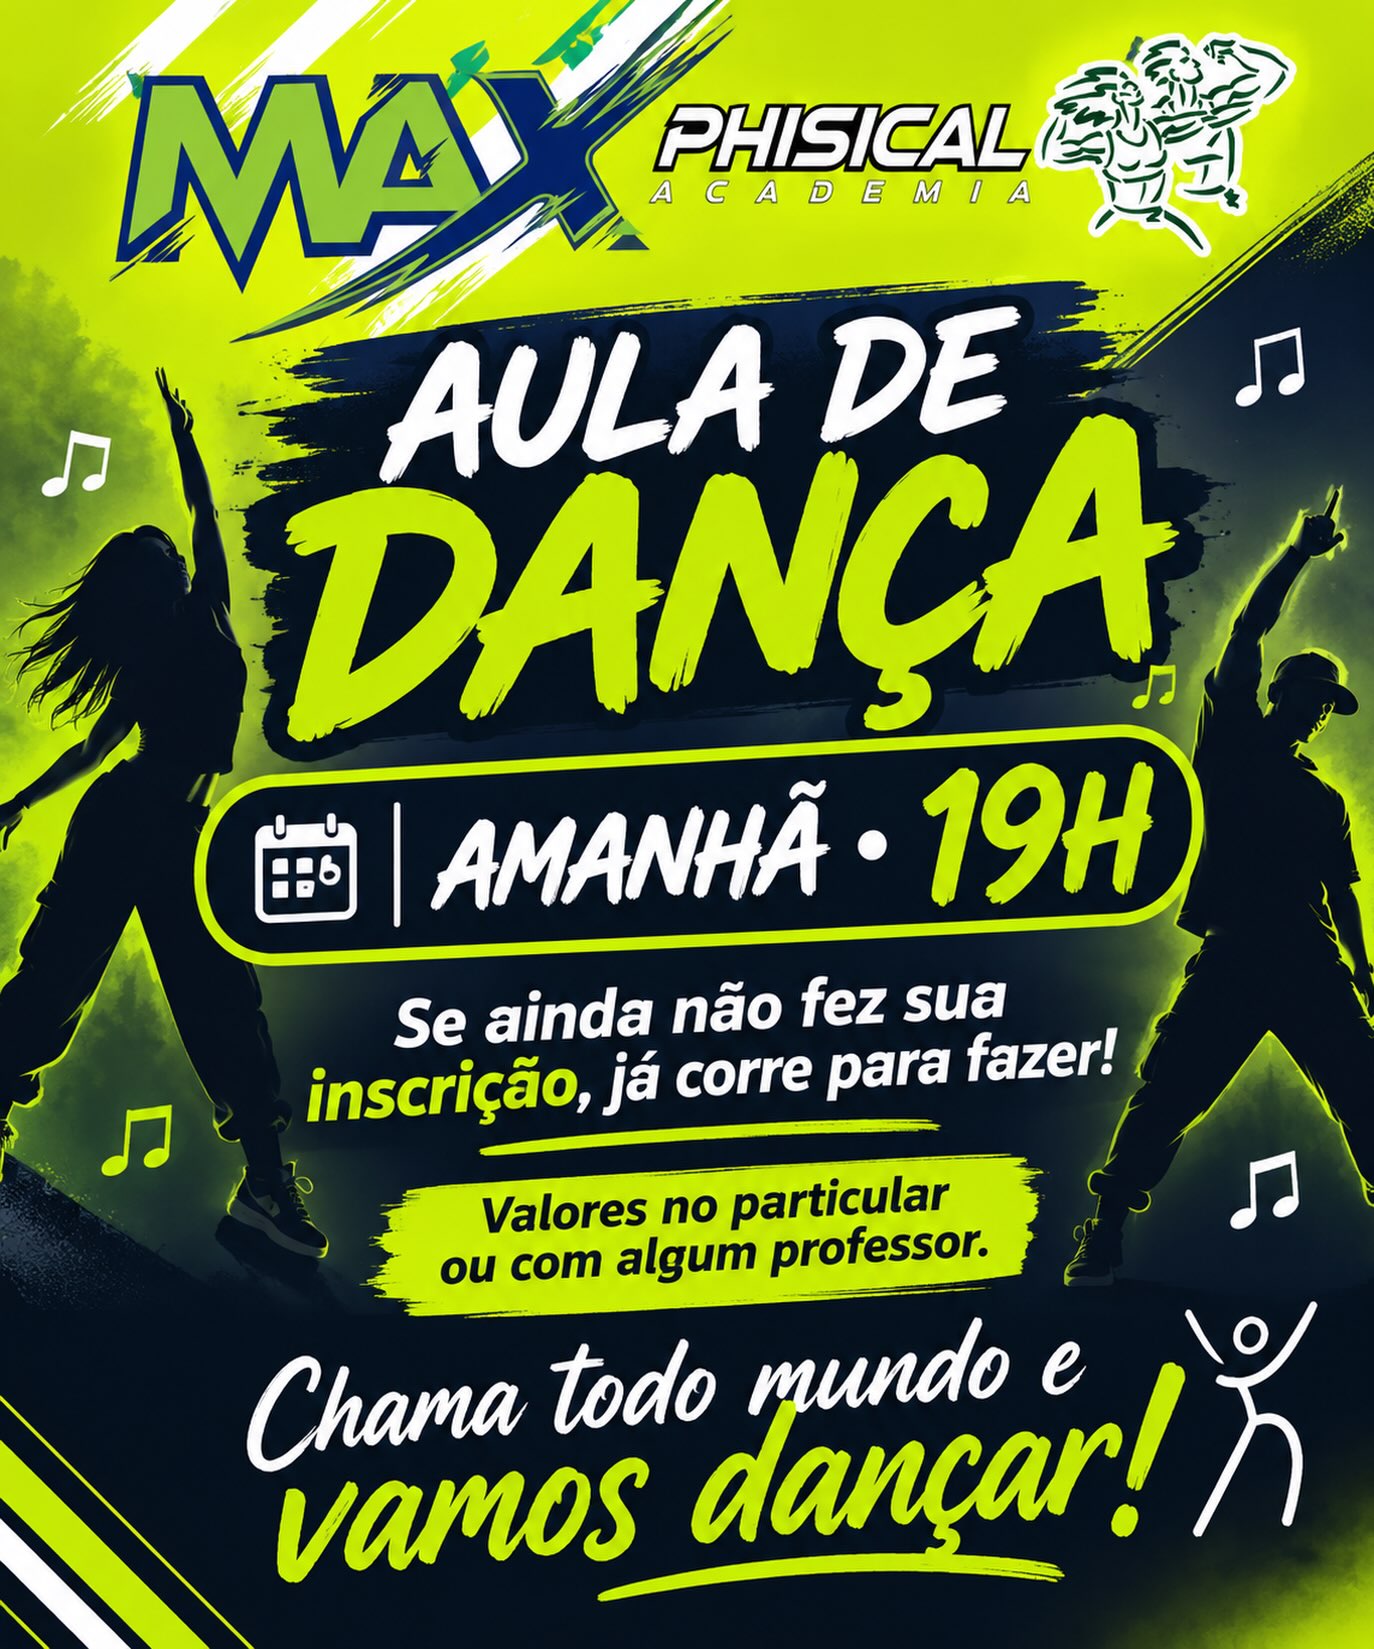 MAX PHISICAL
ACADEMIA
AULA DE
DANÇA
AMANHÃ • 19H
Se ainda não fez sua
inscrição, já corre para fazer!
Valores no particular
ou com algum professor.
Chama todo mundo e
vamos dançar!